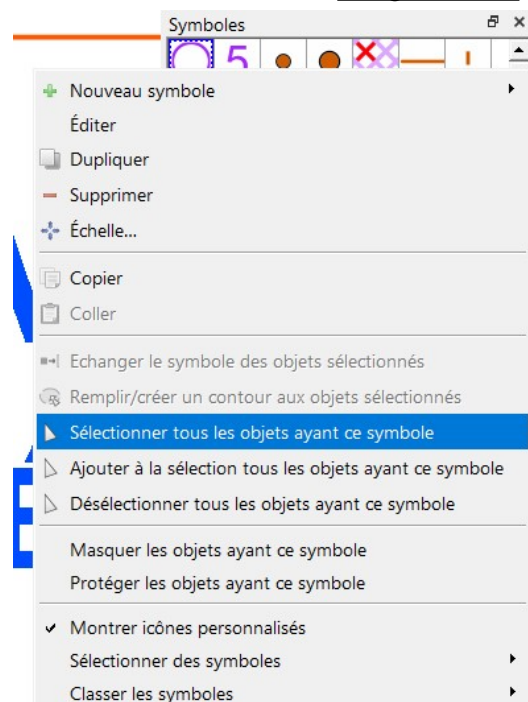 Symboles
5
Nouveau symbole
Éditer
Dupliquer
Supprimer
Échelle...
Copier
Coller
Echanger le symbole des objets sélectionnés
Remplir/créer un contour aux objets sélectionnés
Sélectionner tous les objets ayant ce symbole
Ajouter à la sélection tous les objets ayant ce symbole
Désélectionner tous les objets ayant ce symbole
Masquer les objets ayant ce symbole
Protéger les objets ayant ce symbole
Montrer icônes personnalisés
Sélectionner des symboles
Classer les symboles